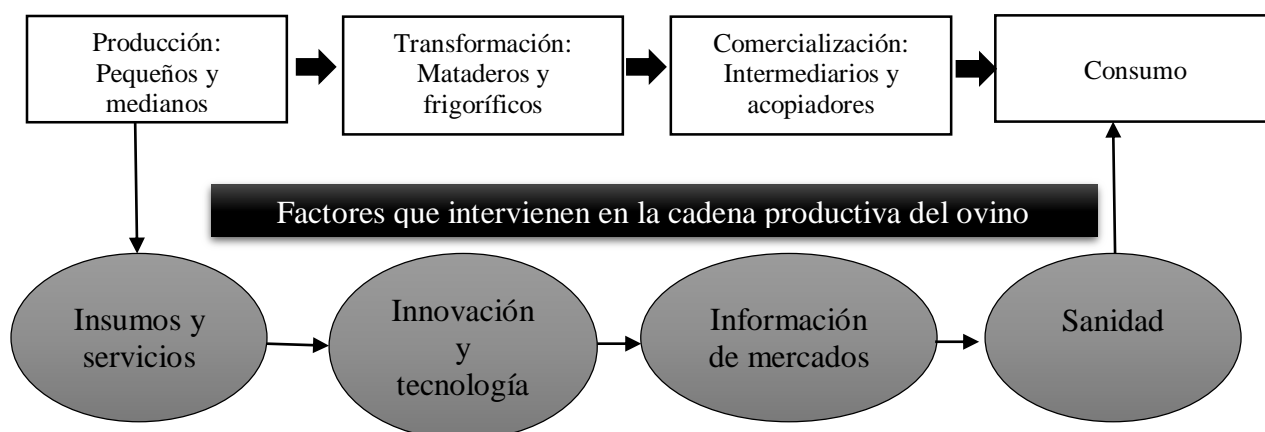 Producción:
Pequeños y
medianos
Transformación:
Mataderos y
frigoríficos
Comercialización:
Intermediarios y
acopiadores
Consumo
Factores que intervienen en la cadena productiva del ovino
Insumos y
servicios
Innovación
y
tecnología
Información
de mercados
Sanidad